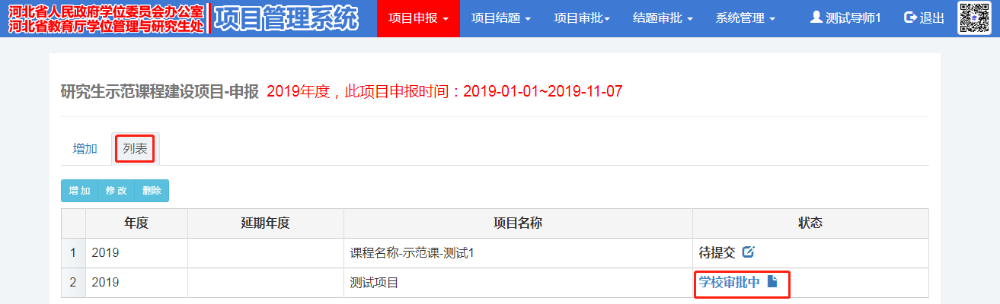 河北省人民政府学位委员会办公室
河北省教育厅学位管理与研究生处
项目管理系统
项目申报
项目结题
项目审批
结题审批
系统管理
测试导师1
退出
研究生示范课程建设项目-申报 2019年度，此项目申报时间：2019-01-01~2019-11-07
增加 列表
增加 修改 删除
年度 延期年度 项目名称 状态
1 2019 课程名称-示范课-测试1 待提交
2 2019 测试项目 学校审批中